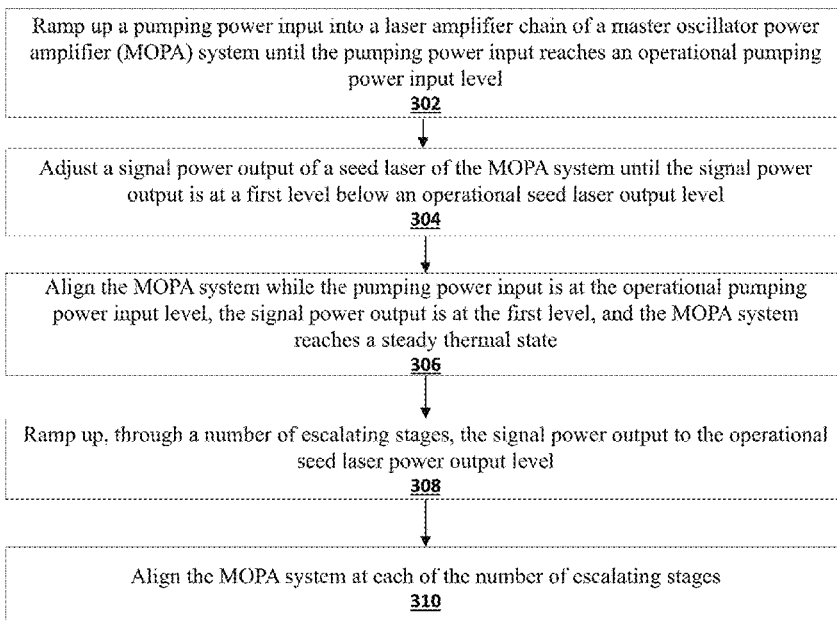 Ramp up a pumping power input into a laser amplifier chain of a master oscillator power
amplifier (MOPA) system until the pumping power input reaches an operational pumping
power input level
302
Adjust a signal power output of a seed laser of the MOPA system until the signal power
output is at a first level below an operational seed laser output level
304
Align the MOPA system while the pumping power input is at the operational pumping
power input level, the signal power output is at the first level, and the MOPA system
reaches a steady thermal state
306
Ramp up, through a number of escalating stages, the signal power output to the operational
seed laser power output level
308
Align the MOPA system at each of the number of escalating stages
310